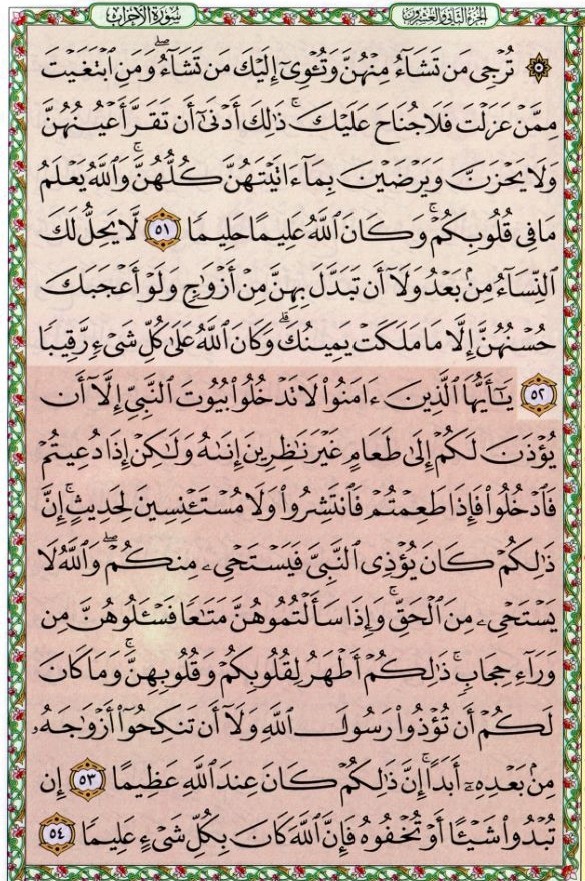 سُورَةُ الأَحْزَابِ
الجزء الثاني والعشرون
۞ تُرْجِى مَن تَشَآءُ مِنْهُنَّ وَتُـْٔوِىٓ إِلَيْكَ مَن تَشَآءُ ۖ وَمَنِ ٱبْتَغَيْتَ
مِمَّنْ عَزَلْتَ فَلَا جُنَاحَ عَلَيْكَ ۚ ذَٰلِكَ أَدْنَىٰٓ أَن تَقَرَّ أَعْيُنُهُنَّ
وَلَا يَحْزَنَّ وَيَرْضَيْنَ بِمَآ ءَاتَيْتَهُنَّ كُلُّهُنَّ ۚ وَٱللَّهُ يَعْلَمُ
مَا فِى قُلُوبِكُمْ ۚ وَكَانَ ٱللَّهُ عَلِيمًا حَلِيمًا ٥١ لَّا يَحِلُّ لَكَ
ٱلنِّسَآءُ مِنۢ بَعْدُ وَلَآ أَن تَبَدَّلَ بِهِنَّ مِنْ أَزْوَٰجٍ وَلَوْ أَعْجَبَكَ
حُسْنُهُنَّ إِلَّا مَا مَلَكَتْ يَمِينُكَ ۗ وَكَانَ ٱللَّهُ عَلَىٰ كُلِّ شَىْءٍ رَّقِيبًا
٥٢ يَـٰٓأَيُّهَا ٱلَّذِينَ ءَامَنُوا۟ لَا تَدْخُلُوا۟ بُيُوتَ ٱلنَّبِىِّ إِلَّآ أَن
يُؤْذَنَ لَكُمْ إِلَىٰ طَعَامٍ غَيْرَ نَـٰظِرِينَ إِنَىٰهُ وَلَـٰكِنْ إِذَا دُعِيتُمْ
فَٱدْخُلُوا۟ فَإِذَا طَعِمْتُمْ فَٱنتَشِرُوا۟ وَلَا مُسْتَـْٔنِسِينَ لِحَدِيثٍ ۚ إِنَّ
ذَٰلِكُمْ كَانَ يُؤْذِى ٱلنَّبِىَّ فَيَسْتَحْىِۦ مِنكُمْ ۖ وَٱللَّهُ لَا
يَسْتَحْىِۦ مِنَ ٱلْحَقِّ ۚ وَإِذَا سَأَلْتُمُوهُنَّ مَتَـٰعًا فَسْـَٔلُوهُنَّ مِن
وَرَآءِ حِجَابٍ ۚ ذَٰلِكُمْ أَطْهَرُ لِقُلُوبِكُمْ وَقُلُوبِهِنَّ ۚ وَمَا كَانَ
لَكُمْ أَن تُؤْذُوا۟ رَسُولَ ٱللَّهِ وَلَآ أَن تَنكِحُوٓا۟ أَزْوَٰجَهُۥ
مِنۢ بَعْدِهِۦٓ أَبَدًا ۚ إِنَّ ذَٰلِكُمْ كَانَ عِندَ ٱللَّهِ عَظِيمًا ٥٣ إِن
تُبْدُوا۟ شَيْـًٔا أَوْ تُخْفُوهُ فَإِنَّ ٱللَّهَ كَانَ بِكُلِّ شَىْءٍ عَلِيمًا ٥٤